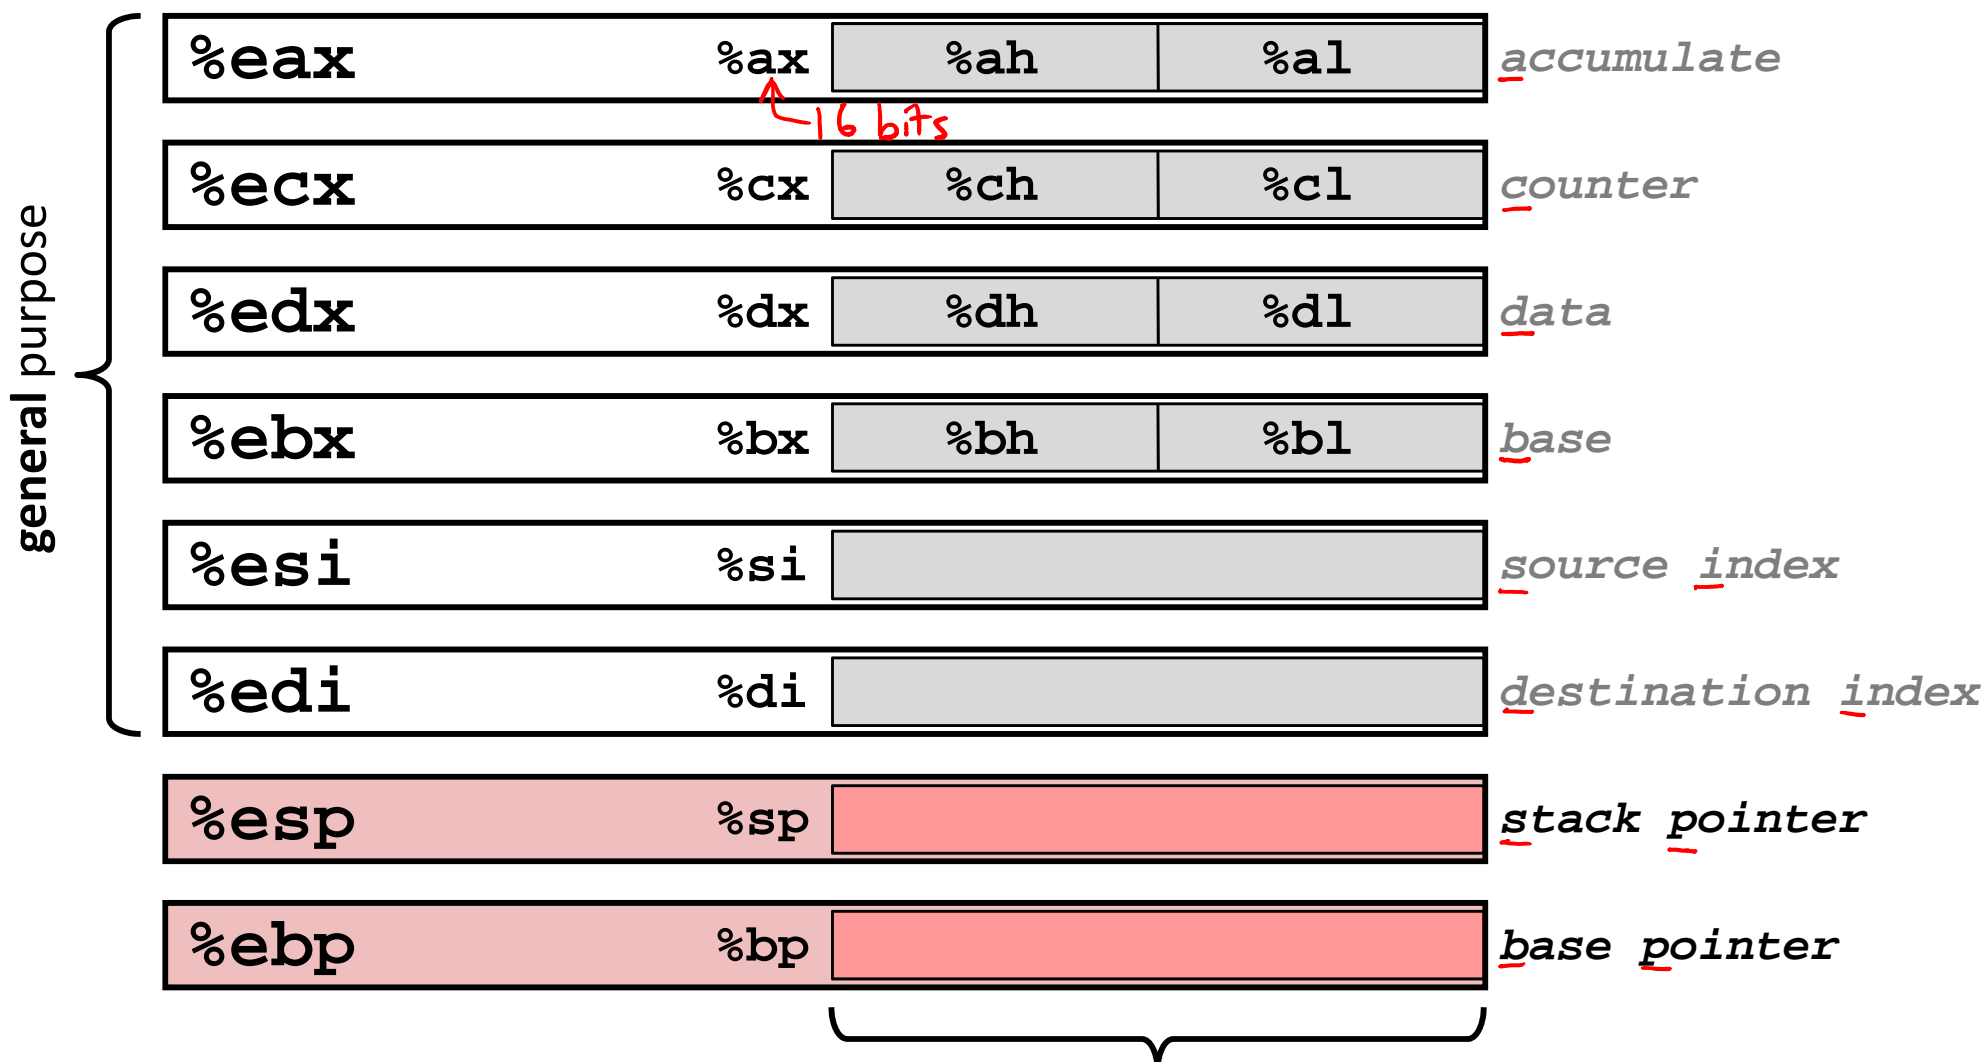 general purpose
%eax %ax %ah %al accumulate
16 bits
%ecx %cx %ch %cl counter
%edx %dx %dh %dl data
%ebx %bx %bh %bl base
%esi %si source index
%edi %di destination index
%esp %sp stack pointer
%ebp %bp base pointer